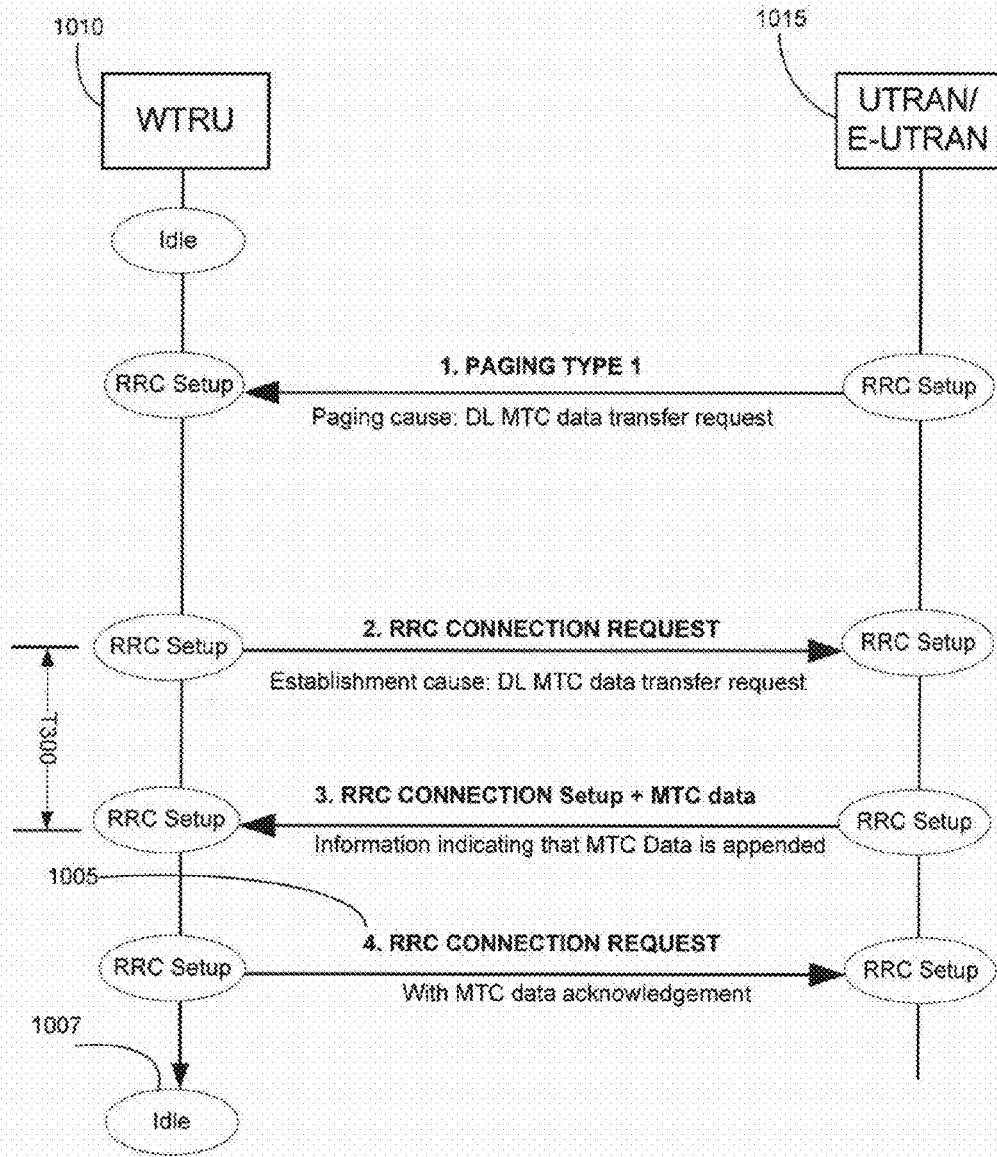 1010
1015
WTRU
UTRAN/
E-UTRAN
Idle
1. PAGING TYPE 1
RRC Setup
RRC Setup
Paging cause: DL MTC data transfer request
2. RRC CONNECTION REQUEST
RRC Setup
RRC Setup
Establishment cause: DL MTC data transfer request
T300
3. RRC CONNECTION Setup + MTC data
RRC Setup
RRC Setup
Information indicating that MTC Data is appended
1005
4. RRC CONNECTION REQUEST
RRC Setup
RRC Setup
With MTC data acknowledgement
1007
Idle